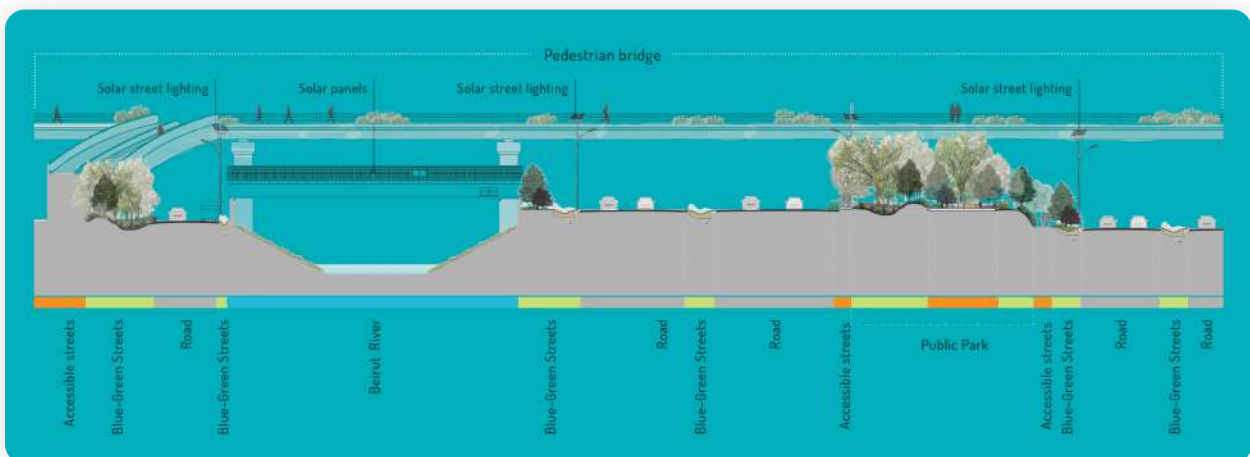 Pedestrian bridge
Solar street lighting
Solar panels
Solar street lighting
Solar street lighting
Accessible streets
Blue-Green Streets
Road
Blue-Green Streets
Beirut River
Blue-Green Streets
Road
Blue-Green Streets
Road
Accessible streets
Public Park
Accessible streets
Blue-Green Streets
Road
Blue-Green Streets
Road